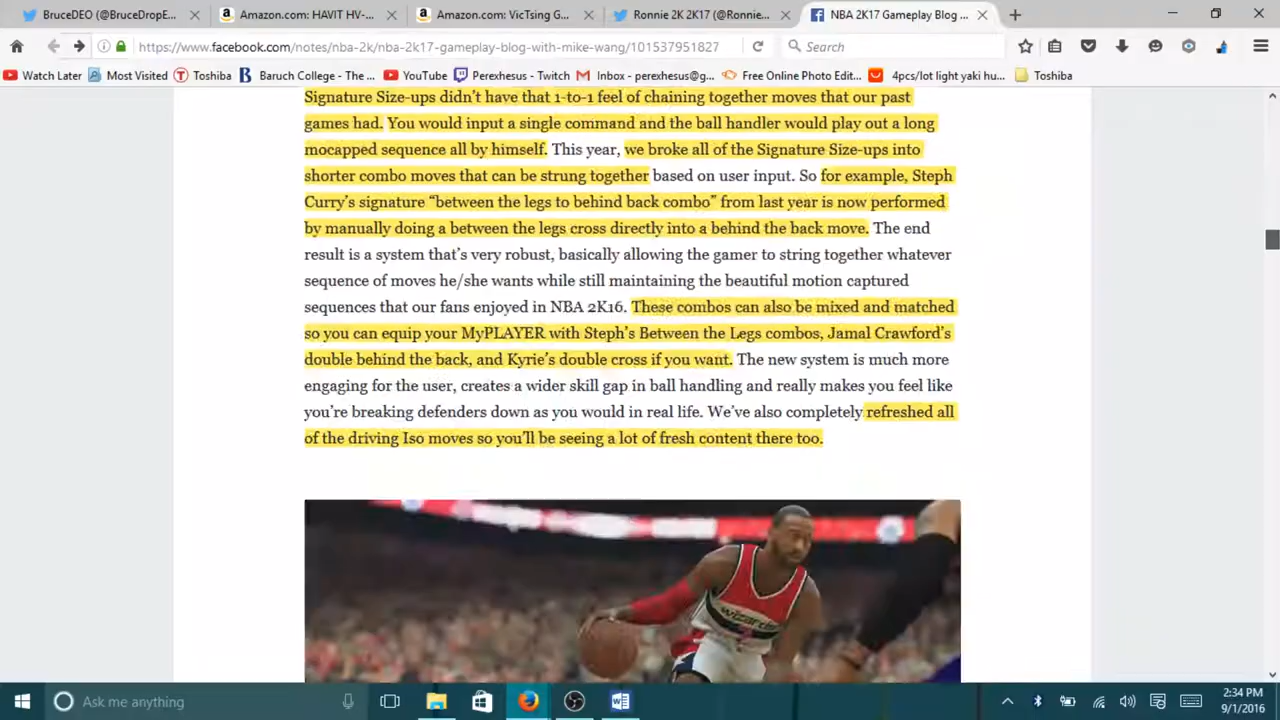 BruceDEO (@BruceDropE...
Amazon.com: HAVIT HV-...
Amazon.com: VicTsing G...
Ronnie 2K 2K17 (@Ronnie...
NBA 2K17 Gameplay Blog ...
https://www.facebook.com/notes/nba-2k/nba-2k17-gameplay-blog-with-mike-wang/101537951827
Search
Watch Later
Most Visited
Toshiba
Baruch College - The ...
YouTube
Perexhesus - Twitch
Inbox - perexhesus@g...
Free Online Photo Edit...
4pcs/lot light yaki hu...
Toshiba
Signature Size-ups didn't have that 1-to-1 feel of chaining together moves that our past
games had. You would input a single command and the ball handler would play out a long
mocapped sequence all by himself. This year, we broke all of the Signature Size-ups into
shorter combo moves that can be strung together based on user input. So for example, Steph
Curry's signature "between the legs to behind back combo" from last year is now performed
by manually doing a between the legs cross directly into a behind the back move. The end
result is a system that's very robust, basically allowing the gamer to string together whatever
sequence of moves he/she wants while still maintaining the beautiful motion captured
sequences that our fans enjoyed in NBA 2K16. These combos can also be mixed and matched
so you can equip your MyPLAYER with Steph's Between the Legs combos, Jamal Crawford's
double behind the back, and Kyrie's double cross if you want. The new system is much more
engaging for the user, creates a wider skill gap in ball handling and really makes you feel like
you're breaking defenders down as you would in real life. We've also completely refreshed all
of the driving Iso moves so you'll be seeing a lot of fresh content there too.
wizards
Ask me anything
2:34 PM
9/1/2016